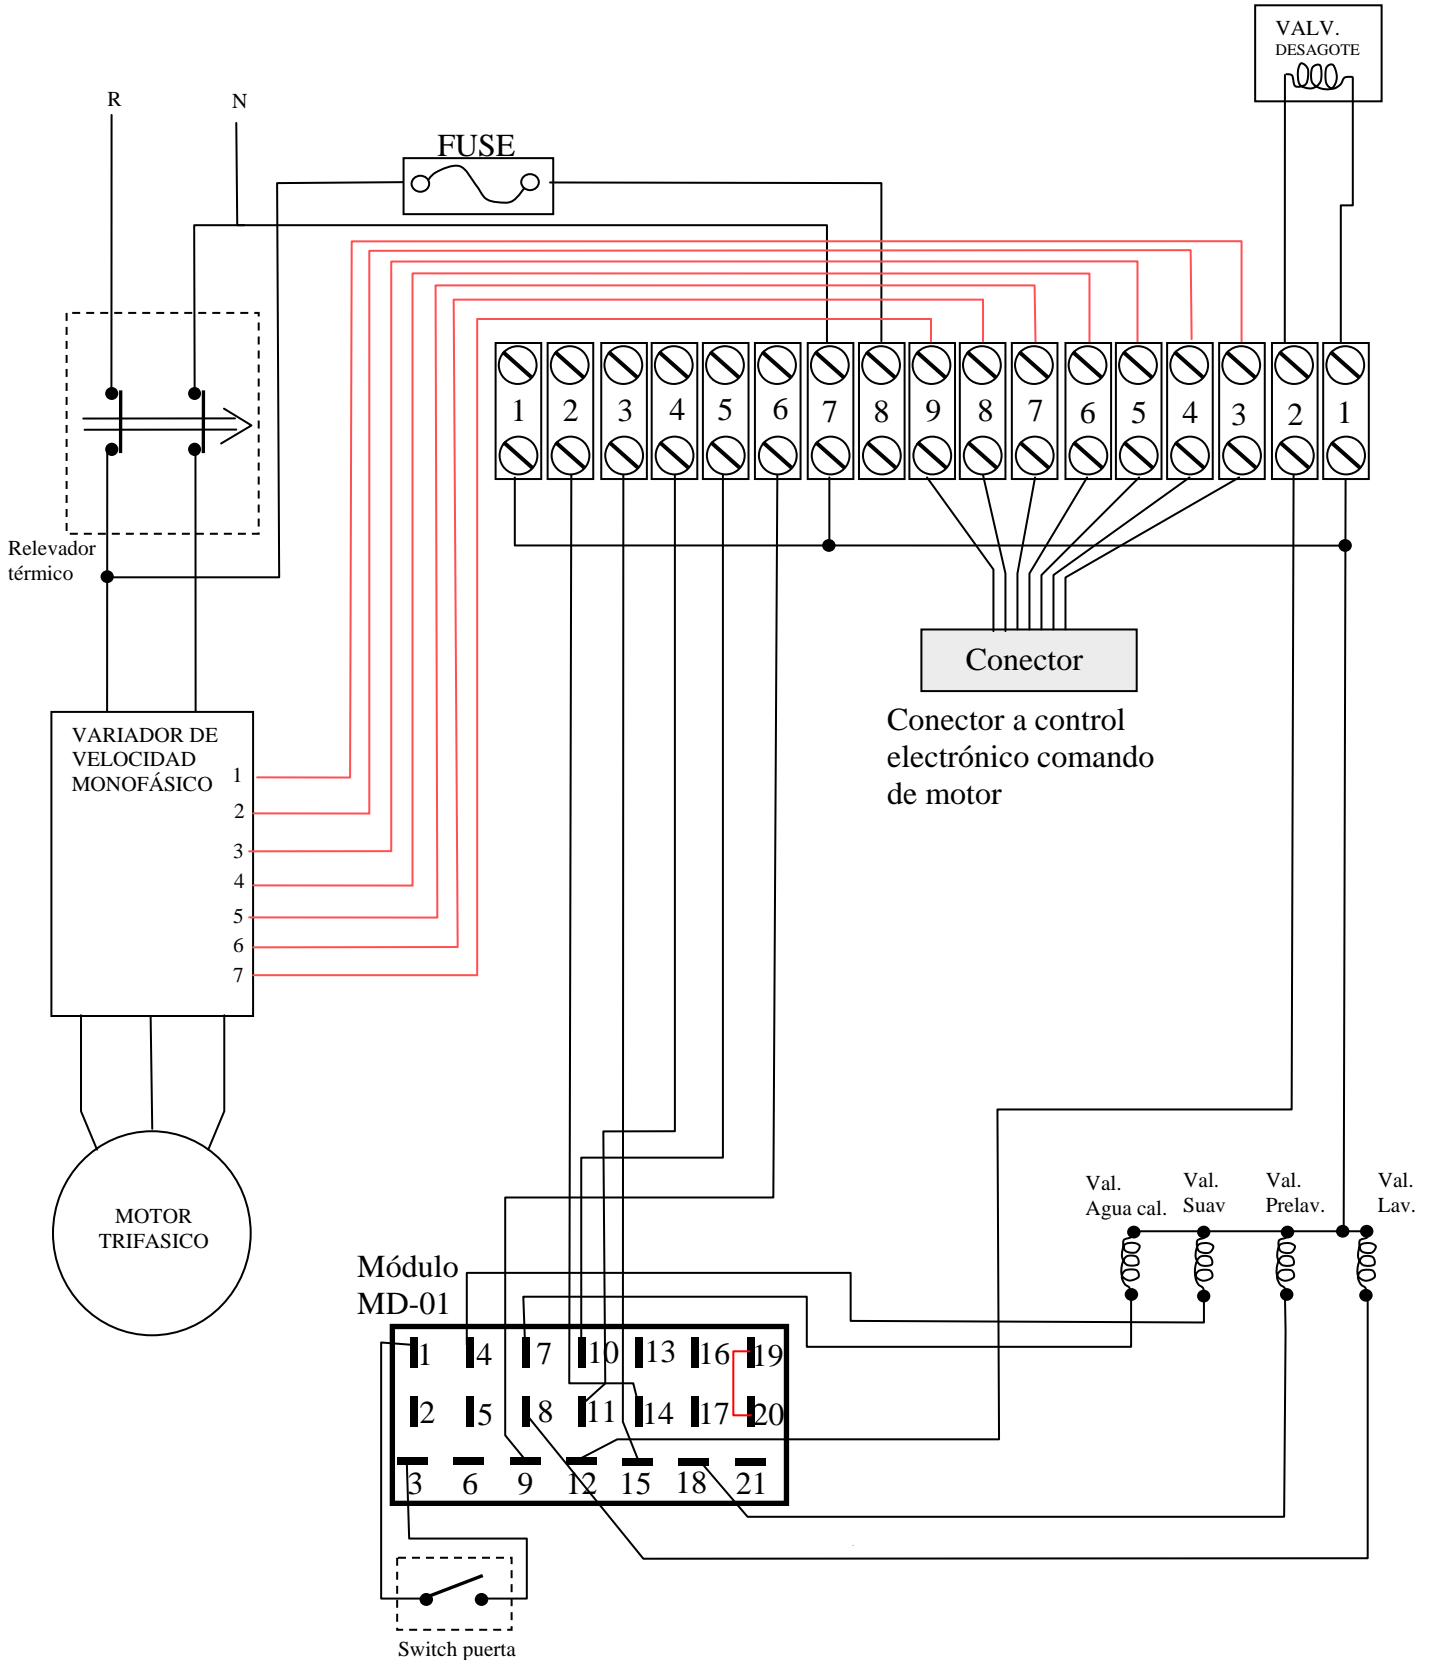 VALV.
DESAGOTE
R
N
FUSE
1 2 3 4 5 6 7 8 9 8 7 6 5 4 3 2 1
Relevador
térmico
Conector
Conector a control
electrónico comando
de motor
VARIADOR DE
VELOCIDAD
MONOFÁSICO
1
2
3
4
5
6
7
MOTOR
TRIFASICO
Val.
Agua cal.
Val.
Suav
Val.
Prelav.
Val.
Lav.
Módulo
MD-01
1 4 7 10 13 16 19
2 5 8 11 14 17 20
3 6 9 12 15 18 21
Switch puerta